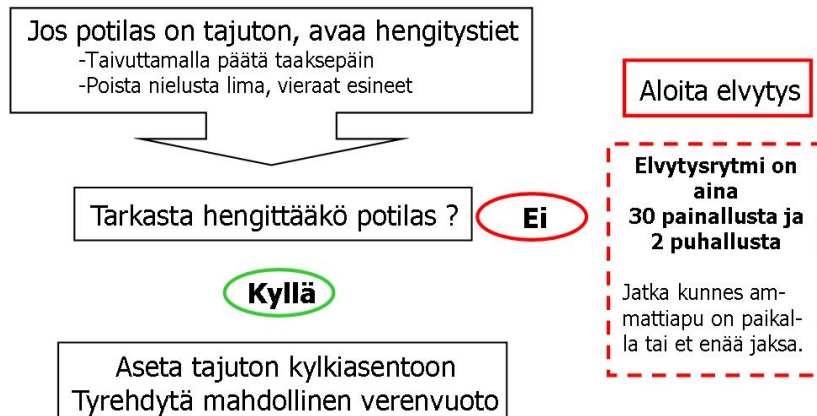 Jos potilas on tajuton, avaa hengitystiet
-Taivuttamalla päätä taaksepäin
-Poista nielusta lima, vieraat esineet
Aloita elvytys
Tarkasta hengittääkö potilas ?
Ei
Elvytysrytmi on
aina
30 painallusta ja
2 puhallusta
Jatka kunnes am-
mattiapu on paikal-
la tai et enää jaksa.
Kyllä
Aseta tajuton kylkiasentoon
Tyrehdytä mahdollinen verenvuoto